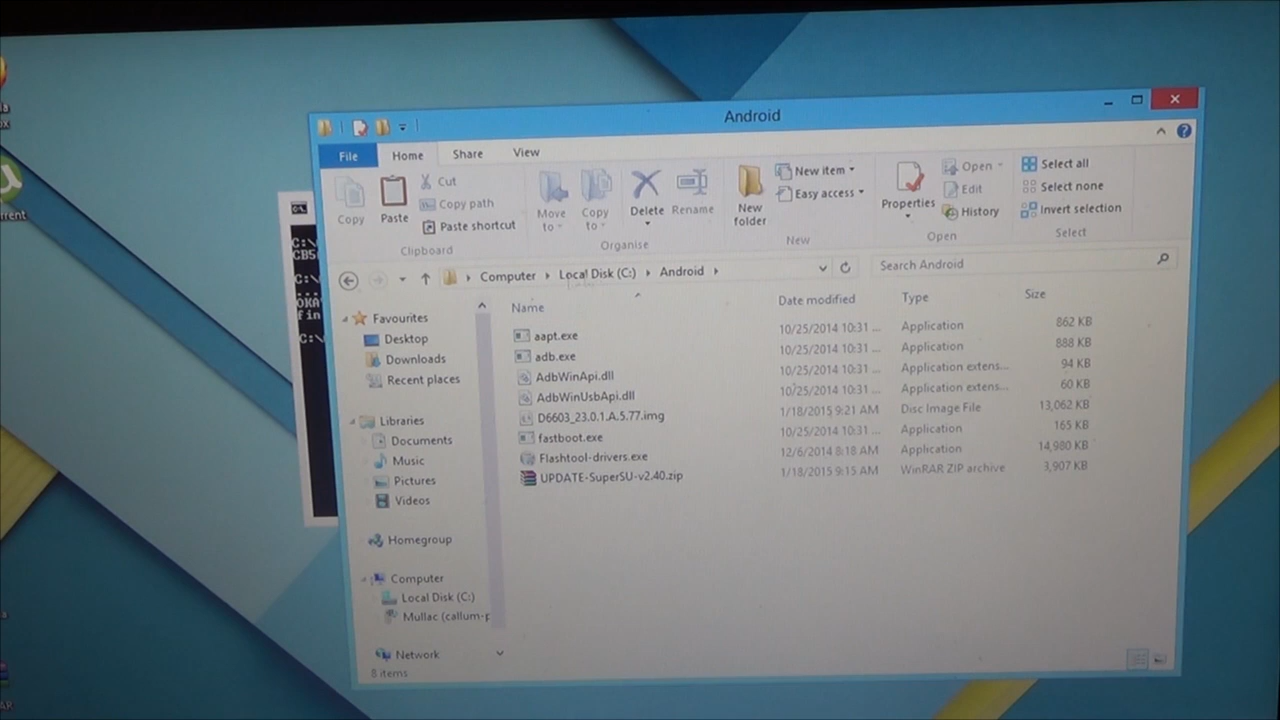 Android
File Home Share View
Copy
Paste
Cut
Copy path
Paste shortcut
Clipboard
Move to
Copy to
Delete
Rename
Organise
New folder
New item
Easy access
New
Properties
Open
Edit
History
Open
Select all
Select none
Invert selection
Select
Computer Local Disk (C:) Android
Search Android
Name Date modified Type Size
aapt.exe 10/25/2014 10:31 ... Application 862 KB
adb.exe 10/25/2014 10:31 ... Application 888 KB
AdbWinApi.dll 10/25/2014 10:31 ... Application extens... 94 KB
AdbWinUsbApi.dll 10/25/2014 10:31 ... Application extens... 60 KB
D6603_23.0.1.A.5.77.img 1/18/2015 9:21 AM Disc Image File 13,062 KB
fastboot.exe 10/25/2014 10:31 ... Application 165 KB
Flashtool-drivers.exe 12/6/2014 8:18 AM Application 14,980 KB
UPDATE-SuperSU-v2.40.zip 1/18/2015 9:15 AM WinRAR ZIP archive 3,907 KB
Favourites
Desktop
Downloads
Recent places
Libraries
Documents
Music
Pictures
Videos
Homegroup
Computer
Local Disk (C:)
Mullac (callum-p
Network
8 items
C:\
CB5
C:\
...
OKA
fin
C:\